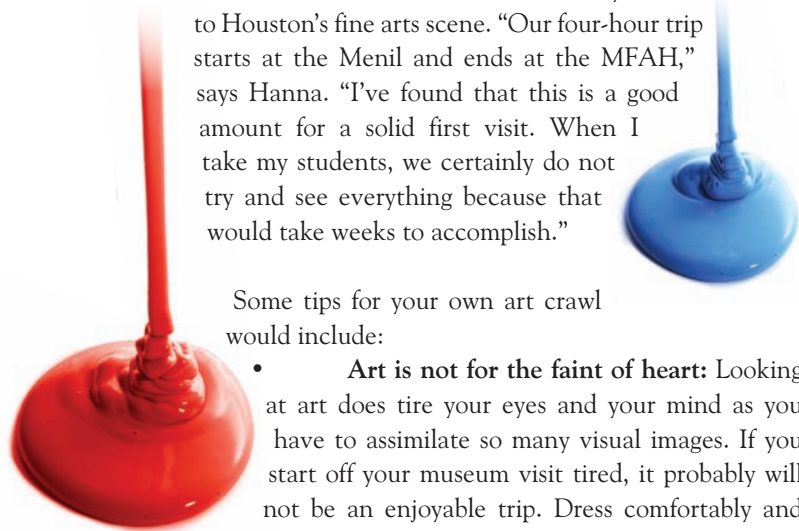 to Houston's fine arts scene. “Our four-hour trip
starts at the Menil and ends at the MFAH,”
says Hanna. “I've found that this is a good
amount for a solid first visit. When I
take my students, we certainly do not
try and see everything because that
would take weeks to accomplish.”
Some tips for your own art crawl
would include:
• Art is not for the faint of heart: Looking
at art does tire your eyes and your mind as you
have to assimilate so many visual images. If you
start off your museum visit tired, it probably will
not be an enjoyable trip. Dress comfortably and